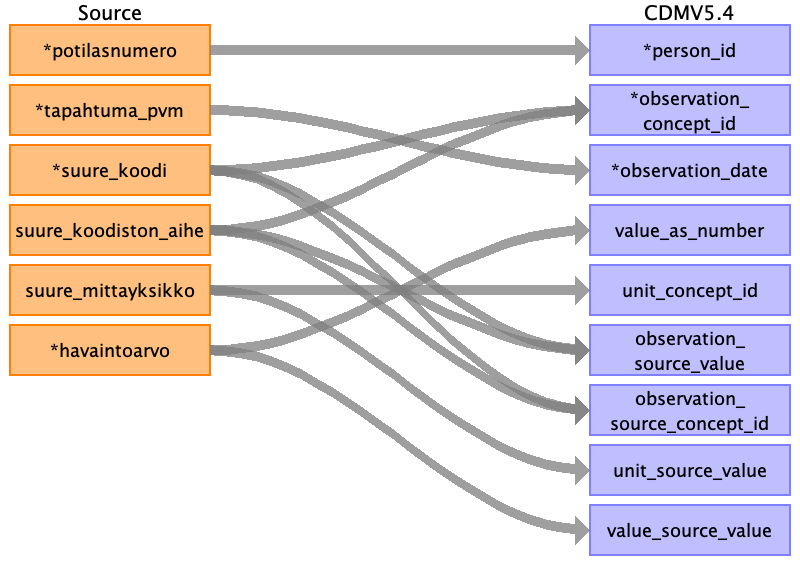 Source
CDMV5.4
*potilasnumero
*person_id
*tapahtuma_pvm
*observation_
concept_id
*suure_koodi
*observation_date
suure_koodiston_aihe
value_as_number
suure_mittayksikko
unit_concept_id
*havaintoarvo
observation_
source_value
observation_
source_concept_id
unit_source_value
value_source_value